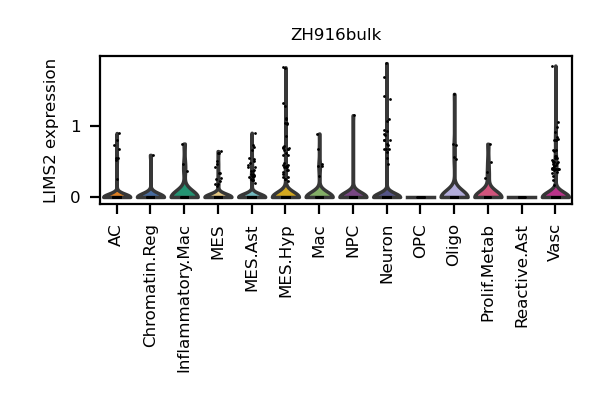 ZH916bulk
LIMS2 expression
1
0
AC
Chromatin.Reg
Inflammatory.Mac
MES
MES.Ast
MES.Hyp
Mac
NPC
Neuron
OPC
Oligo
Prolif.Metab
Reactive.Ast
Vasc